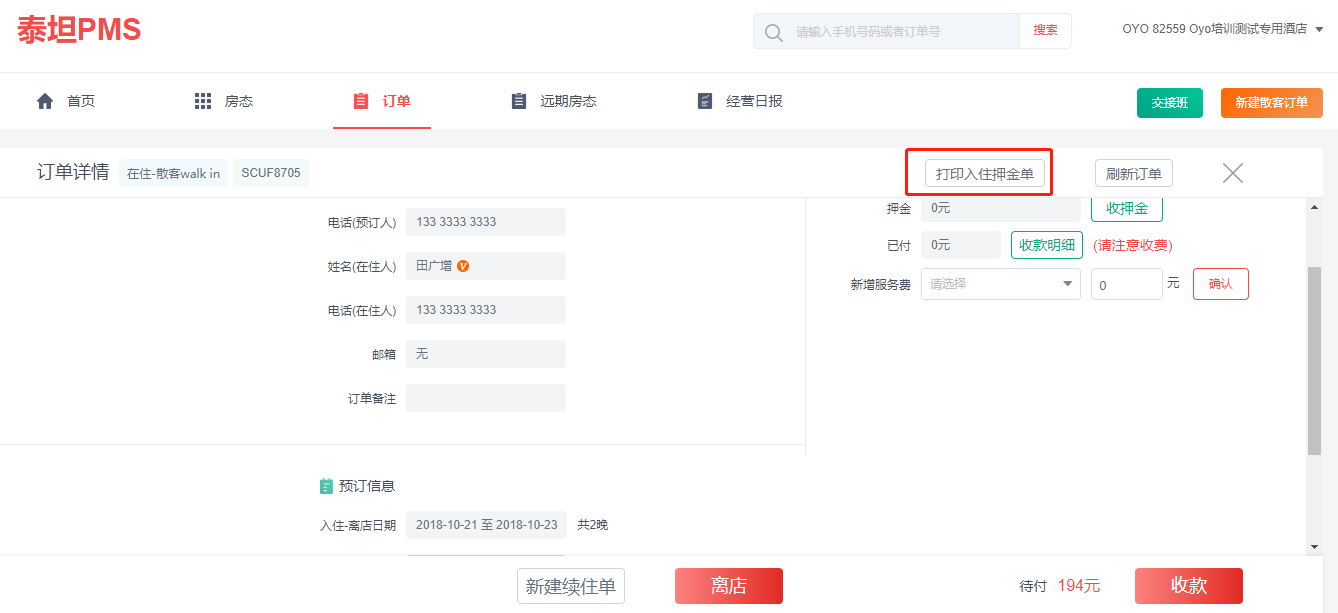 泰坦PMS
请输入手机号码或者订单号 搜索
OYO 82559 Oyo培训测试专用酒店
首页 房态 订单 远期房态 经营日报 交接班 新建散客订单
订单详情 在住-散客walk in SCUF8705 打印入住押金单 刷新订单
电话(预订人) 133 3333 3333
姓名(在住人) 田广增 V
电话(在住人) 133 3333 3333
邮箱 无
订单备注
押金 0元 收押金
已付 0元 收款明细 (请注意收费)
新增服务费 请选择 0 元 确认
预订信息
入住-离店日期 2018-10-21 至 2018-10-23 共2晚
新建续住单 离店 待付 194元 收款